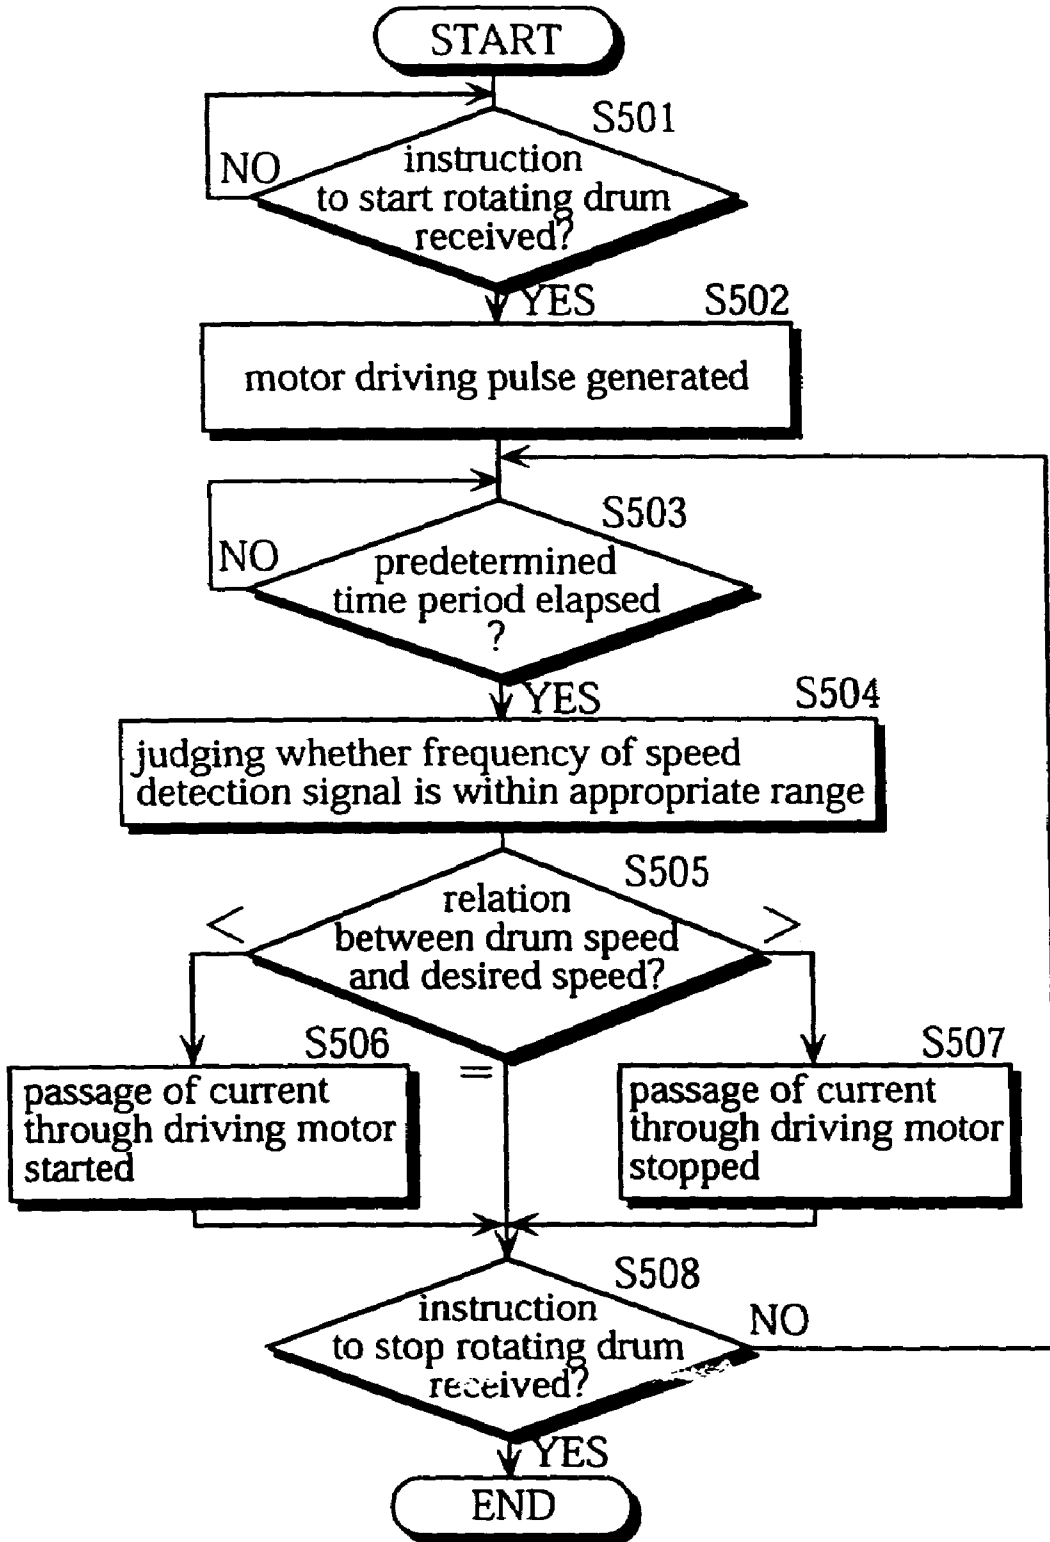 START
S501
NO
instruction
to start rotating drum
received?
YES
S502
motor driving pulse generated
S503
NO
predetermined
time period elapsed
?
YES
S504
judging whether frequency of speed
detection signal is within appropriate range
S505
relation
between drum speed
and desired speed?
<
>
=
S506
passage of current
through driving motor
started
S507
passage of current
through driving motor
stopped
S508
instruction
to stop rotating drum
received?
NO
YES
END